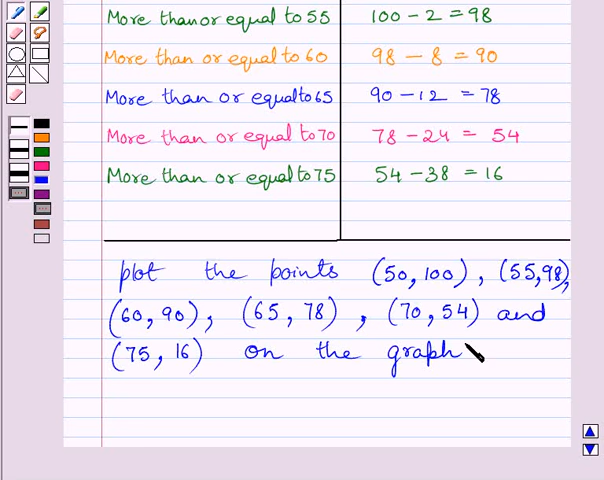 More than or equal to 55 100 - 2 = 98
More than or equal to 60 98 - 8 = 90
More than or equal to 65 90 - 12 = 78
More than or equal to 70 78 - 24 = 54
More than or equal to 75 54 - 38 = 16
plot the points (50, 100), (55,98),
(60, 90), (65, 78), (70, 54) and
(75, 16) on the graph